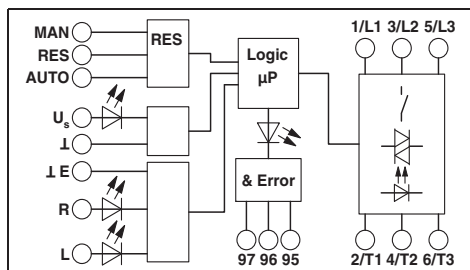 MAN
RES
AUTO
RES
Us
⊥
⊥ E
R
L
Logic
µP
& Error
97 96 95
1/L1 3/L2 5/L3
2/T1 4/T2 6/T3